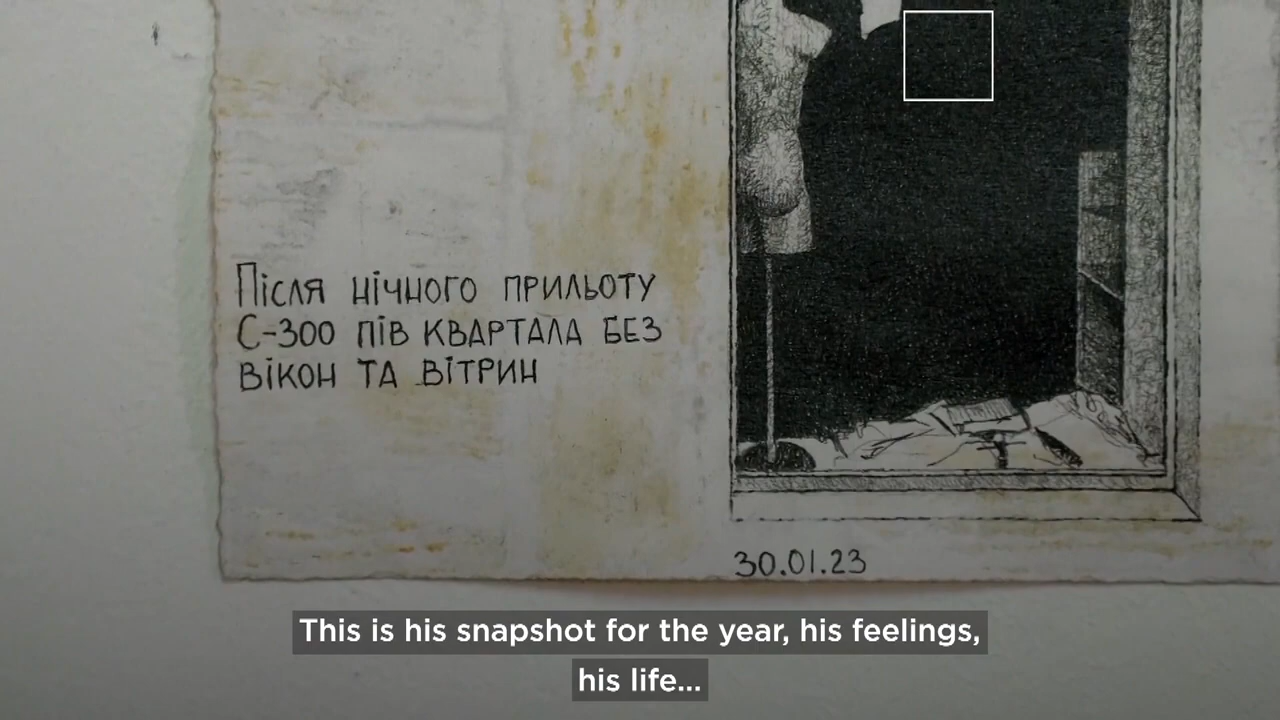 Після нічного прильоту
С-300 пів квартала без
вікон та вітрин
30.01.23
This is his snapshot for the year, his feelings,
his life...